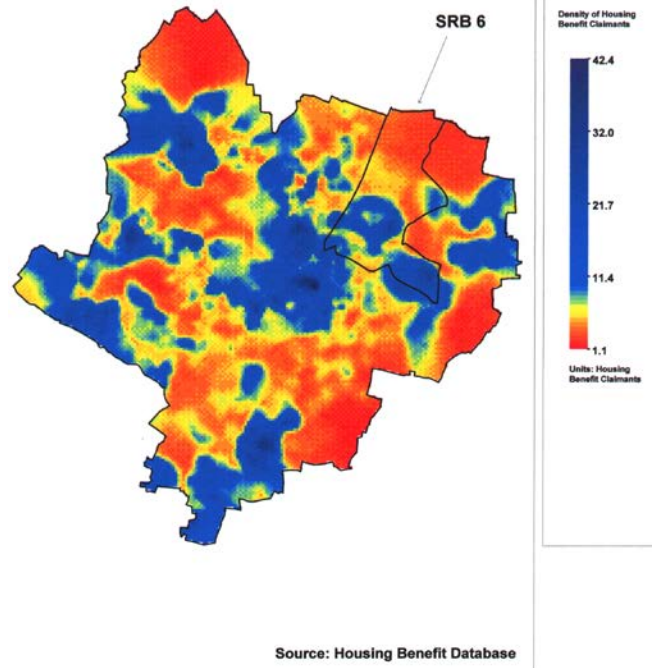 SRB 6
Density of Housing
Benefit Claimants
42.4
32.0
21.7
11.4
1.1
Units: Housing
Benefit Claimants
Source: Housing Benefit Database